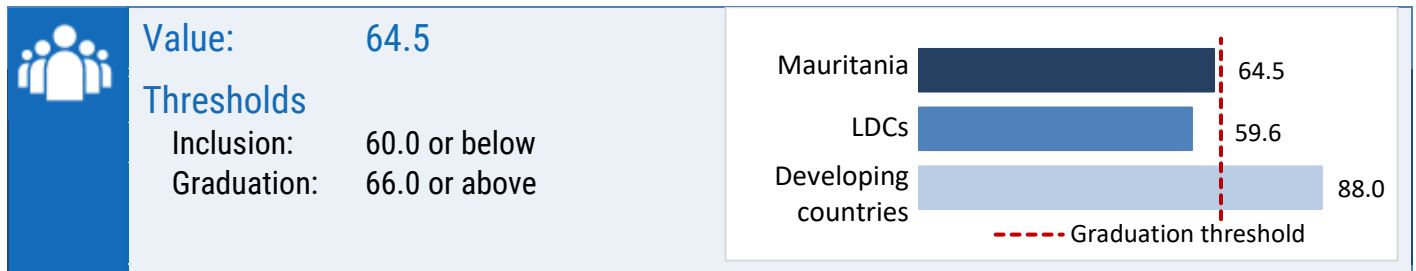 Value: 64.5
Thresholds
Inclusion: 60.0 or below
Graduation: 66.0 or above
Mauritania 64.5
LDCs 59.6
Developing
countries 88.0
Graduation threshold